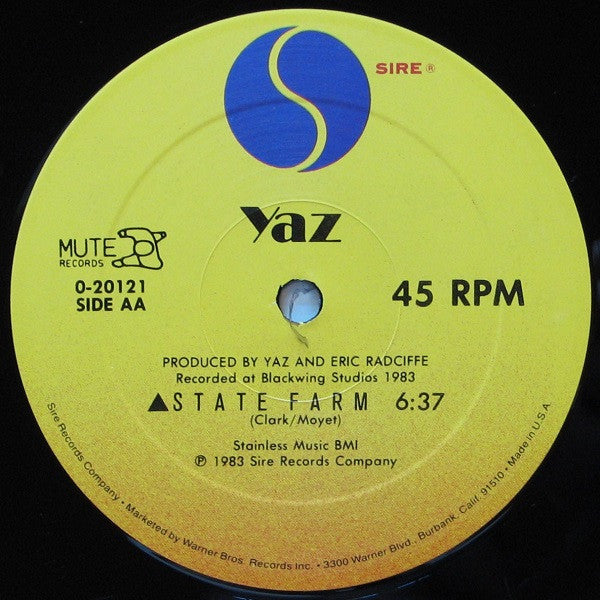 SIRE ®
Yaz
MUTE
RECORDS
0-20121
SIDE AA
45 RPM
PRODUCED BY YAZ AND ERIC RADCIFFE
Recorded at Blackwing Studios 1983
▲STATE FARM 6:37
(Clark/Moyet)
Stainless Music BMI
℗ 1983 Sire Records Company
Sire Records Company • Marketed by Warner Bros. Records Inc. • 3300 Warner Blvd., Burbank, Calif. 91510 • Made in U.S.A.